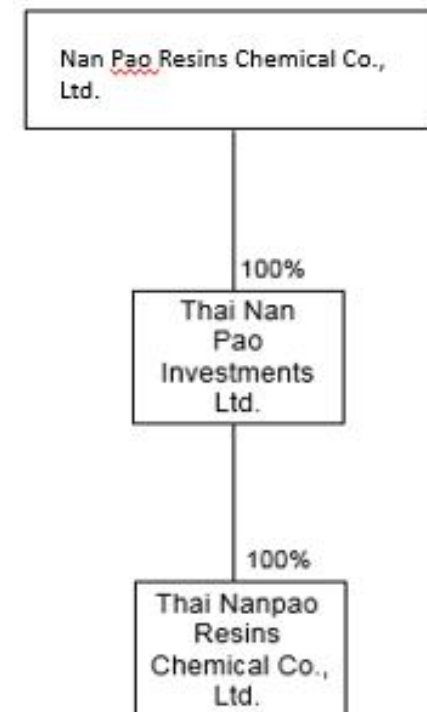 Nan Pao Resins Chemical Co.,
Ltd.
100%
Thai Nan
Pao
Investments
Ltd.
100%
Thai Nanpao
Resins
Chemical Co.,
Ltd.